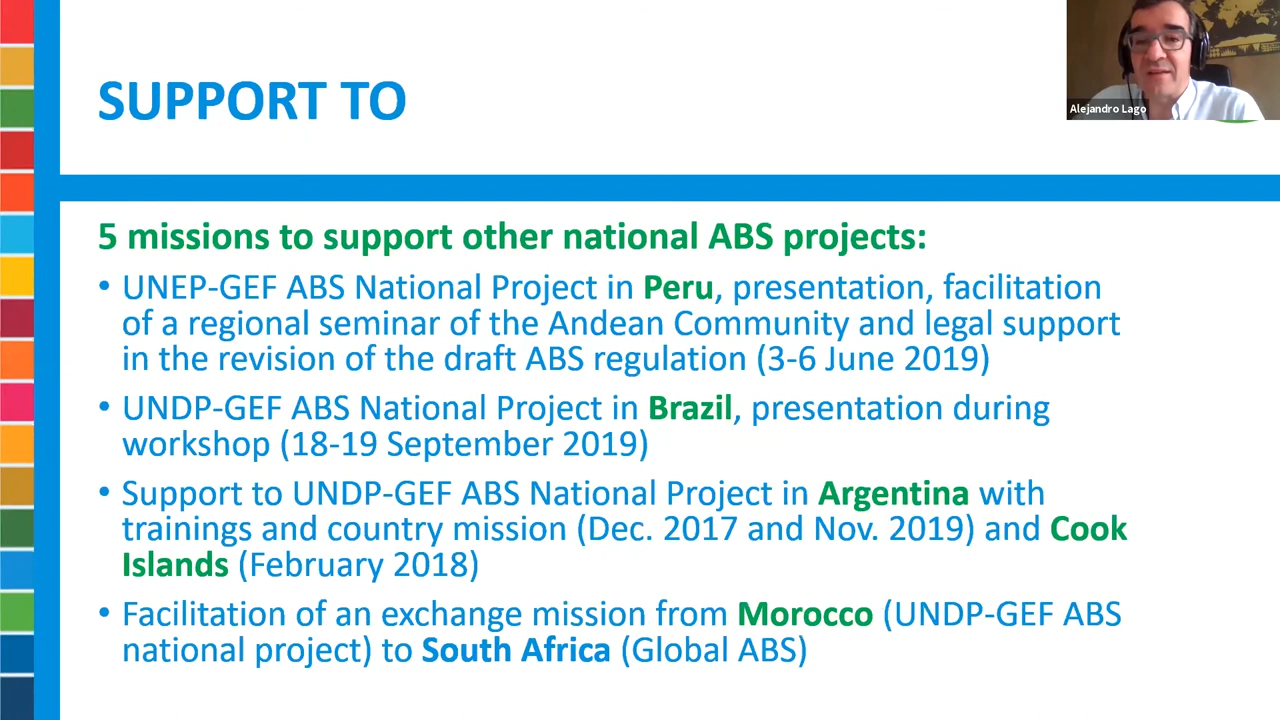 SUPPORT TO
Alejandro Lago
5 missions to support other national ABS projects:
• UNEP-GEF ABS National Project in Peru, presentation, facilitation
of a regional seminar of the Andean Community and legal support
in the revision of the draft ABS regulation (3-6 June 2019)
• UNDP-GEF ABS National Project in Brazil, presentation during
workshop (18-19 September 2019)
• Support to UNDP-GEF ABS National Project in Argentina with
trainings and country mission (Dec. 2017 and Nov. 2019) and Cook
Islands (February 2018)
• Facilitation of an exchange mission from Morocco (UNDP-GEF ABS
national project) to South Africa (Global ABS)